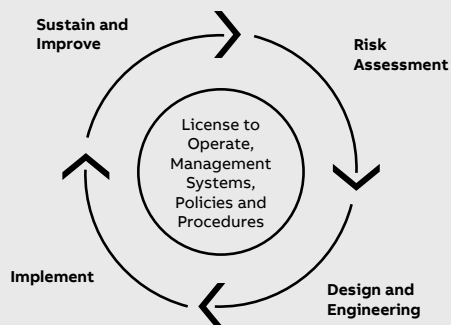 Sustain and
Improve
Risk
Assessment
License to
Operate,
Management
Systems,
Policies and
Procedures
Implement
Design and
Engineering